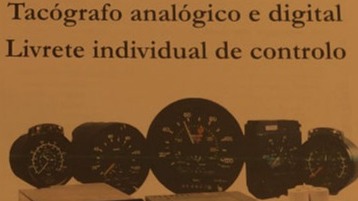 Tacógrafo analógico e digital
Livrete individual de controlo